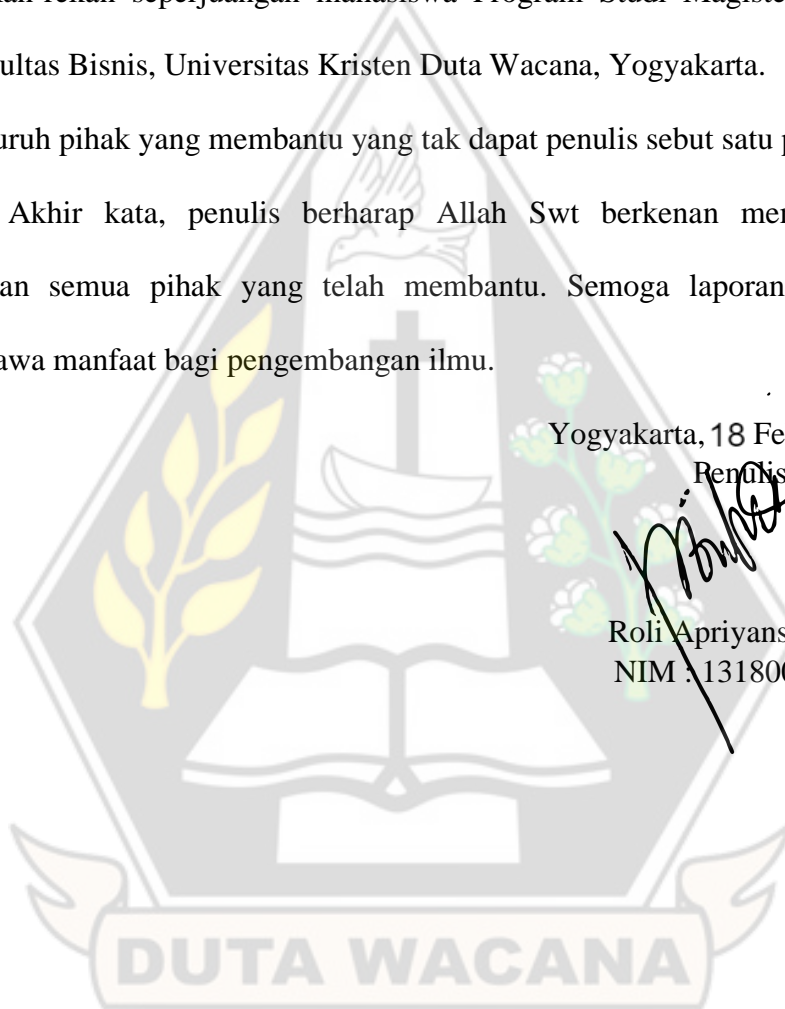 an-rekan seperjuangan mahasiswa Program Studi Magiste
ultas Bisnis, Universitas Kristen Duta Wacana, Yogyakarta.
uruh pihak yang membantu yang tak dapat penulis sebut satu p
Akhir kata, penulis berharap Allah Swt berkenan mem
an semua pihak yang telah membantu. Semoga laporan
awa manfaat bagi pengembangan ilmu.
Yogyakarta, 18 Fe
Penulis
Roli Apriyans
NIM : 131800
DUTA WACANA